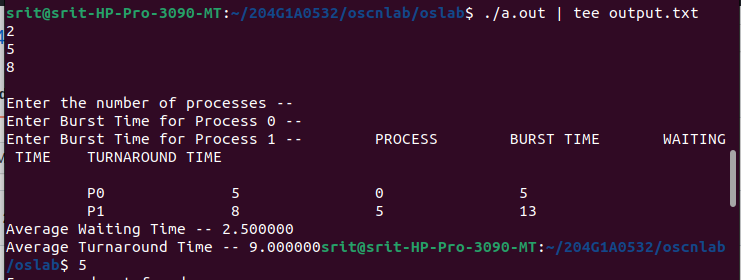 srit@srit-HP-Pro-3090-MT:~/204G1A0532/oscnlab/oslab$ ./a.out | tee output.txt
2
5
8
Enter the number of processes --
Enter Burst Time for Process 0 --
Enter Burst Time for Process 1 -- PROCESS BURST TIME WAITING
TIME TURNAROUND TIME
P0 5 0 5
P1 8 5 13
Average Waiting Time -- 2.500000
Average Turnaround Time -- 9.000000srit@srit-HP-Pro-3090-MT:~/204G1A0532/oscnlab
/oslab$ 5